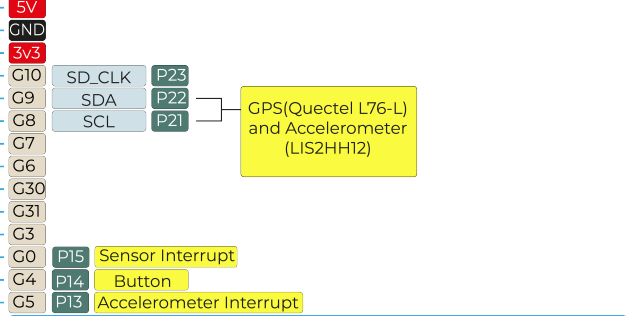 5V
GND
3v3
G10 SD_CLK P23
G9 SDA P22
G8 SCL P21
GPS(Quectel L76-L)
and Accelerometer
(LIS2HH12)
G7
G6
G30
G31
G3
G0 P15 Sensor Interrupt
G4 P14 Button
G5 P13 Accelerometer Interrupt